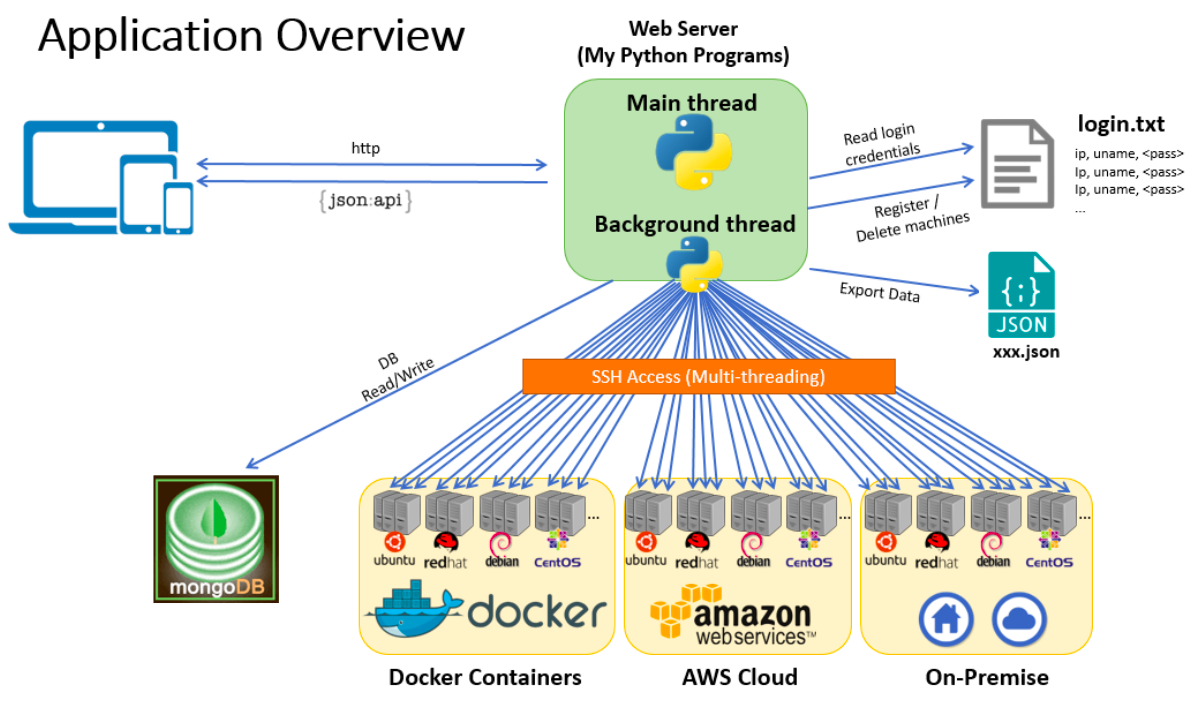 Application Overview
Web Server
(My Python Programs)
Main thread
Background thread
http
{json:api}
Read login
credentials
Register /
Delete machines
Export Data
login.txt
ip, uname, <pass>
Ip, uname, <pass>
Ip, uname, <pass>
...
{;}
JSON
xxx.json
DB
Read/Write
SSH Access (Multi-threading)
mongoDB
...
ubuntu redhat debian CentOS
docker
Docker Containers
...
ubuntu redhat debian CentOS
amazon
webservices™
AWS Cloud
...
ubuntu redhat debian CentOS
On-Premise